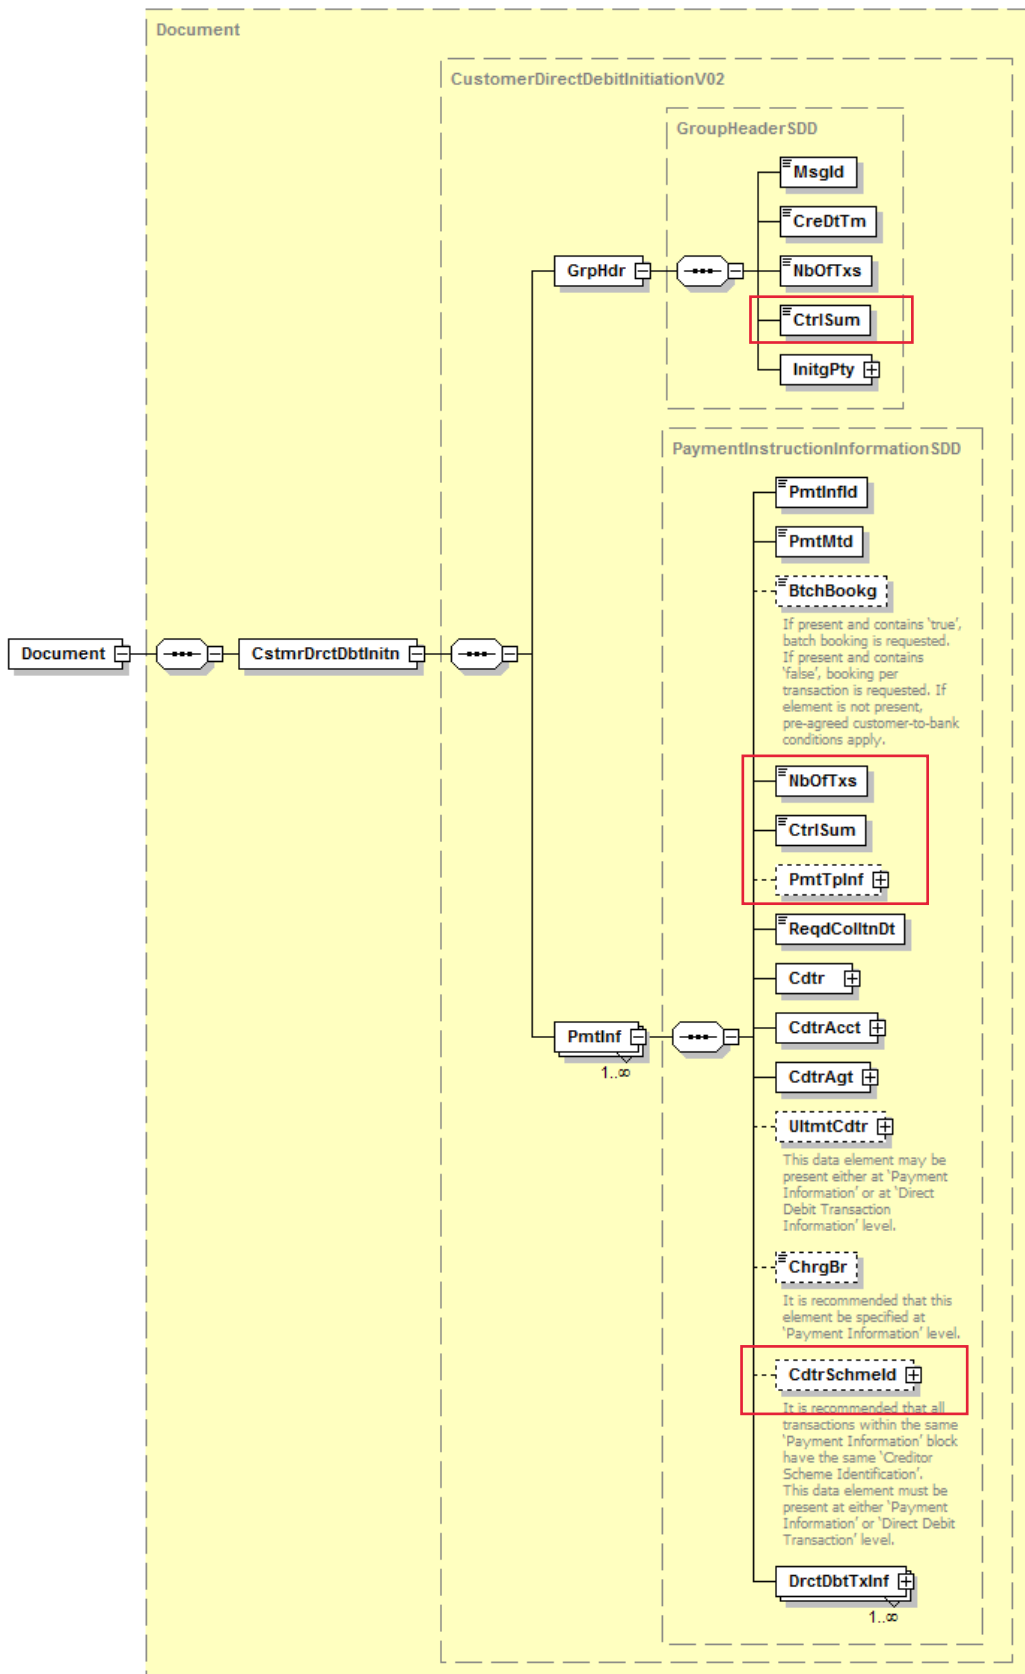 Document
CustomerDirectDebitInitiationV02
GroupHeaderSDD
MsgId
CreDtTm
GrpHdr
NbOfTxs
CtrlSum
InitgPty
PaymentInstructionInformationSDD
PmtInfId
PmtMtd
BtchBookg
If present and contains 'true',
batch booking is requested.
If present and contains
'false', booking per
transaction is requested. If
element is not present,
pre-agreed customer-to-bank
conditions apply.
Document
CstmrDrctDbtInitn
NbOfTxs
CtrlSum
PmtTpInf
ReqdColltnDt
Cdtr
CdtrAcct
PmtInf
1..∞
CdtrAgt
UltmtCdtr
This data element may be
present either at 'Payment
Information' or at 'Direct
Debit Transaction
Information' level.
ChrgBr
It is recommended that this
element be specified at
'Payment Information' level.
CdtrSchmeId
It is recommended that all
transactions within the same
'Payment Information' block
have the same 'Creditor
Scheme Identification'.
This data element must be
present at either 'Payment
Information' or 'Direct Debit
Transaction' level.
DrctDbtTxInf
1..∞